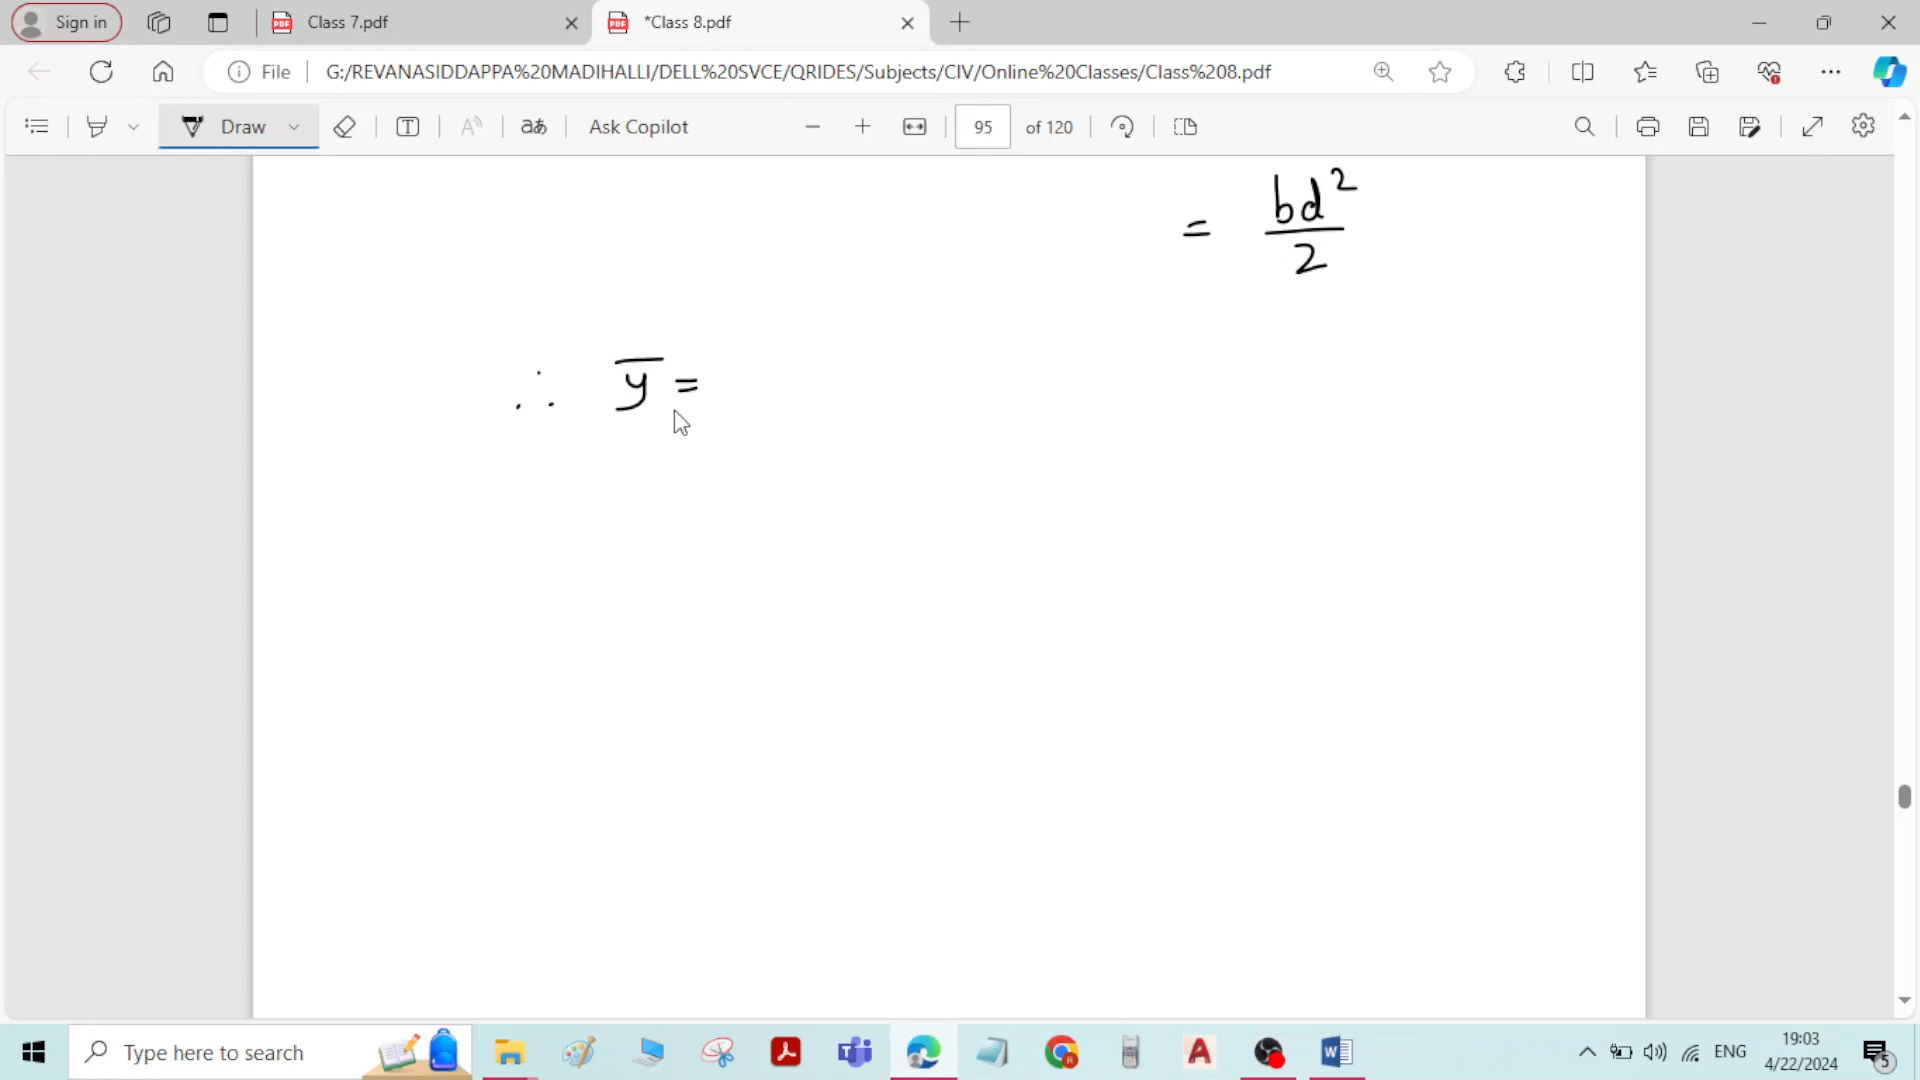 Sign in
Class 7.pdf
*Class 8.pdf
File
G:/REVANASIDDAPPA%20MADIHALLI/DELL%20SVCE/QRIDES/Subjects/CIV/Online%20Classes/Class%208.pdf
Draw
Ask Copilot
95 of 120
= bd²/2
∴ y̅ =
Type here to search
ENG
19:03
4/22/2024
5